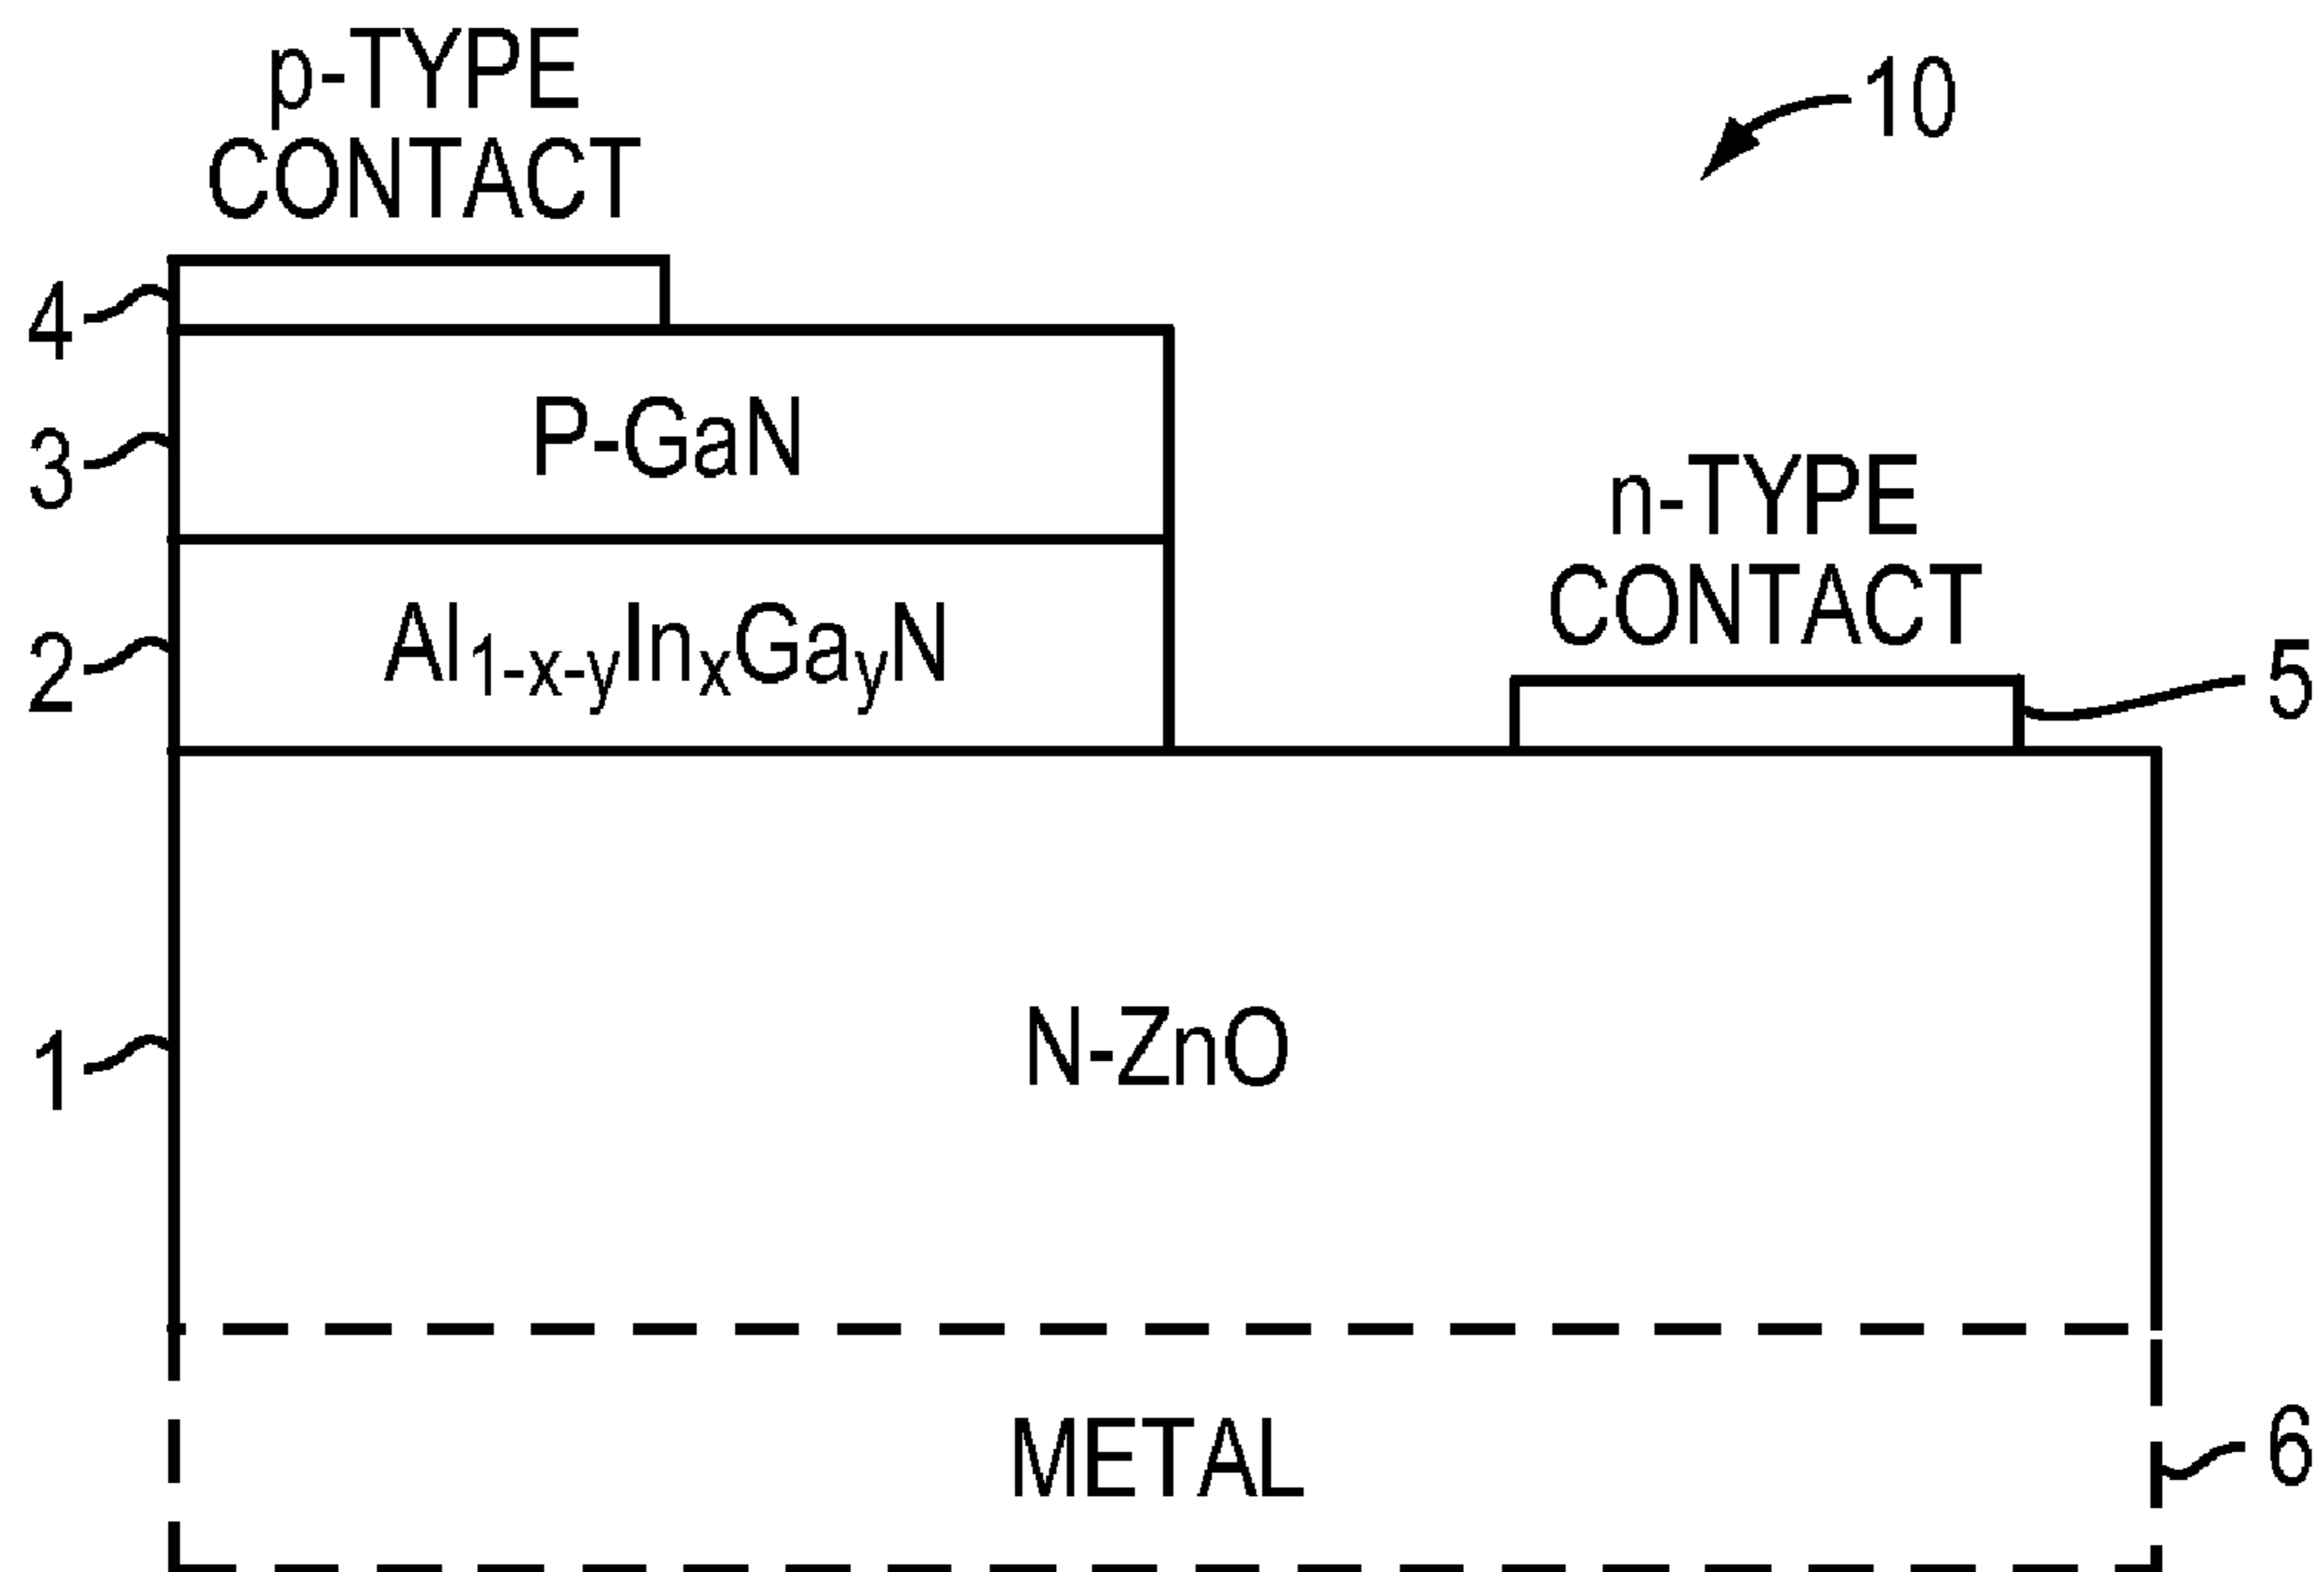 p-TYPE
CONTACT
10
4
3
P-GaN
n-TYPE
CONTACT
2
Al1-x-yInxGayN
5
1
N-ZnO
METAL
6